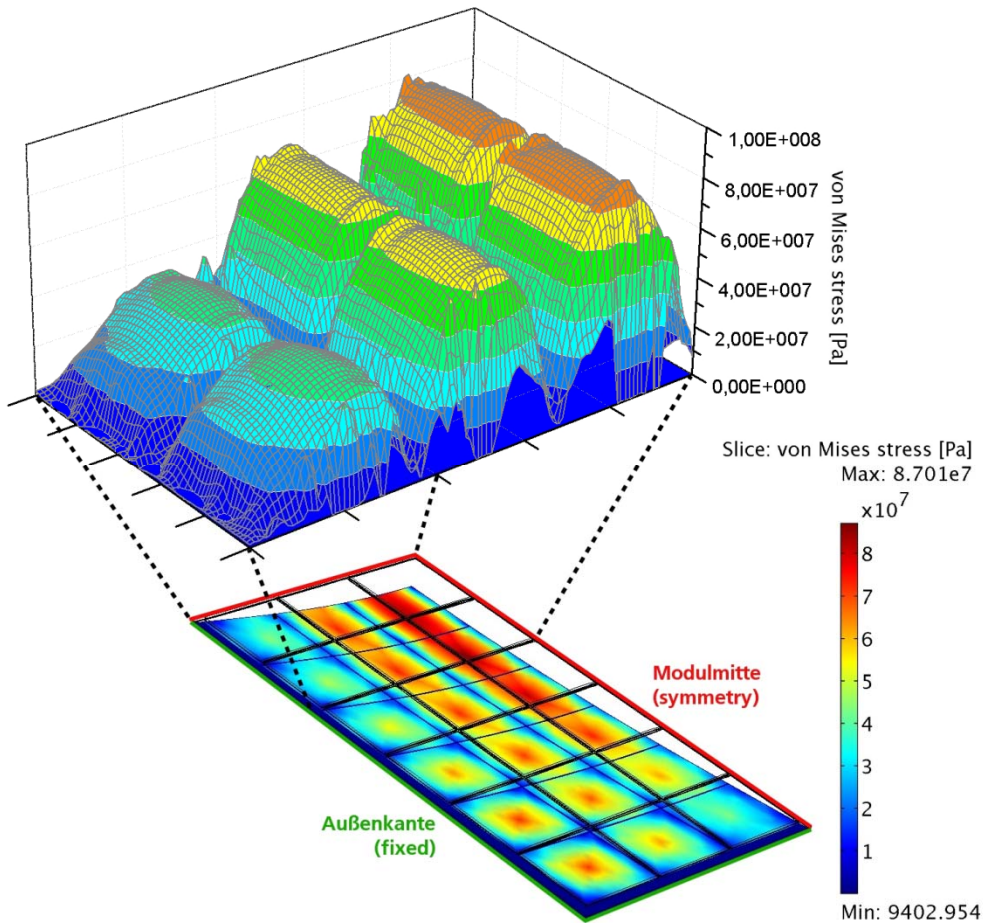 1,00E+008
8,00E+007
6,00E+007
4,00E+007
2,00E+007
0,00E+000
von Mises stress [Pa]
Slice: von Mises stress [Pa]
Max: 8.701e7
x10^7
8
7
6
5
4
3
2
1
Min: 9402.954
Modulmitte
(symmetry)
Außenkante
(fixed)